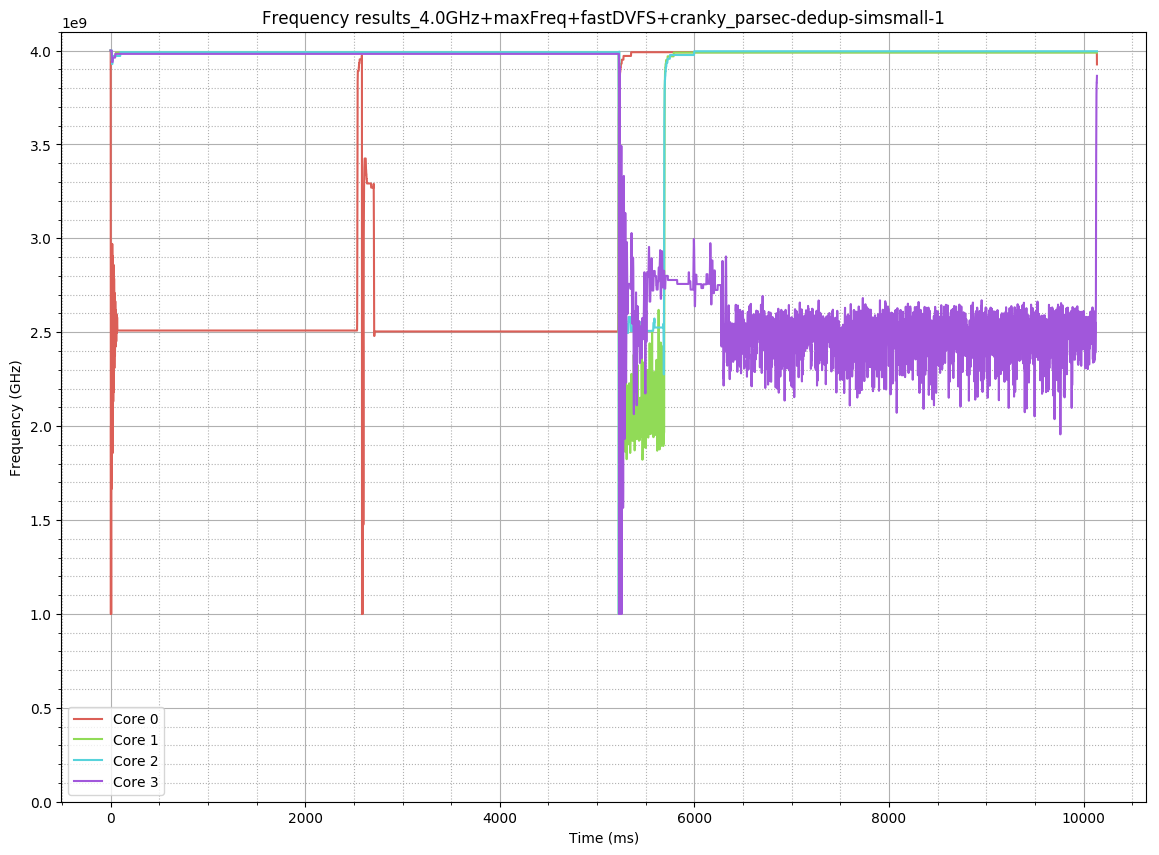 Frequency results_4.0GHz+maxFreq+fastDVFS+cranky_parsec-dedup-simsmall-1
1e9
4.0
3.5
3.0
2.5
2.0
1.5
1.0
0.5
0.0
Frequency (GHz)
Core 0
Core 1
Core 2
Core 3
0 2000 4000 6000 8000 10000
Time (ms)